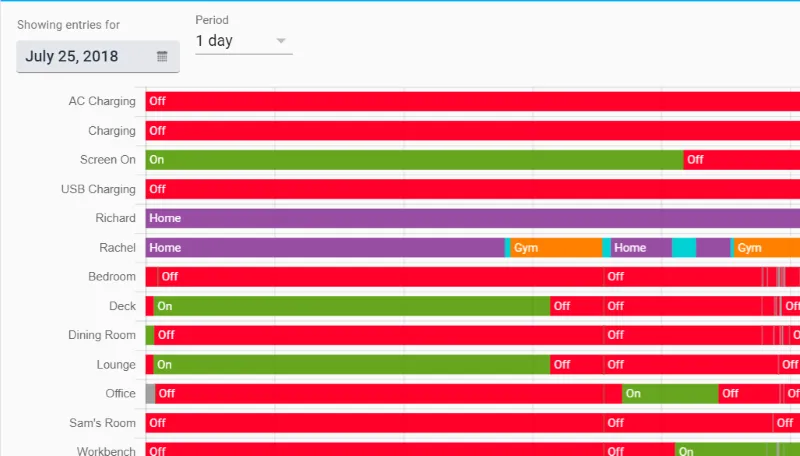 Showing entries for
Period
July 25, 2018
1 day
AC Charging Off
Charging Off
Screen On On Off
USB Charging Off
Richard Home
Rachel Home Gym Home Gym
Bedroom Off Off
Deck On Off Off Off
Dining Room Off Off
Lounge On Off Off Off
Office Off On Off
Sam's Room Off Off Off
Workbench Off Off On